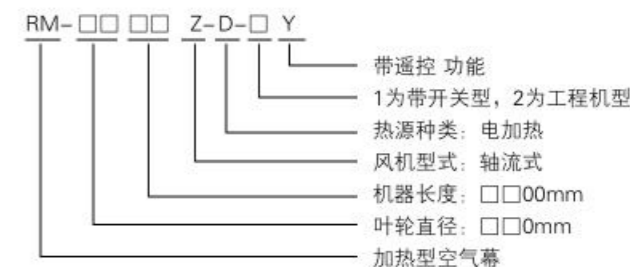 RM-□□ □□ Z-D-□ Y
带遥控 功能
1为带开关型，2为工程机型
热源种类：电加热
风机型式：轴流式
机器长度：□□00mm
叶轮直径：□□0mm
加热型空气幕